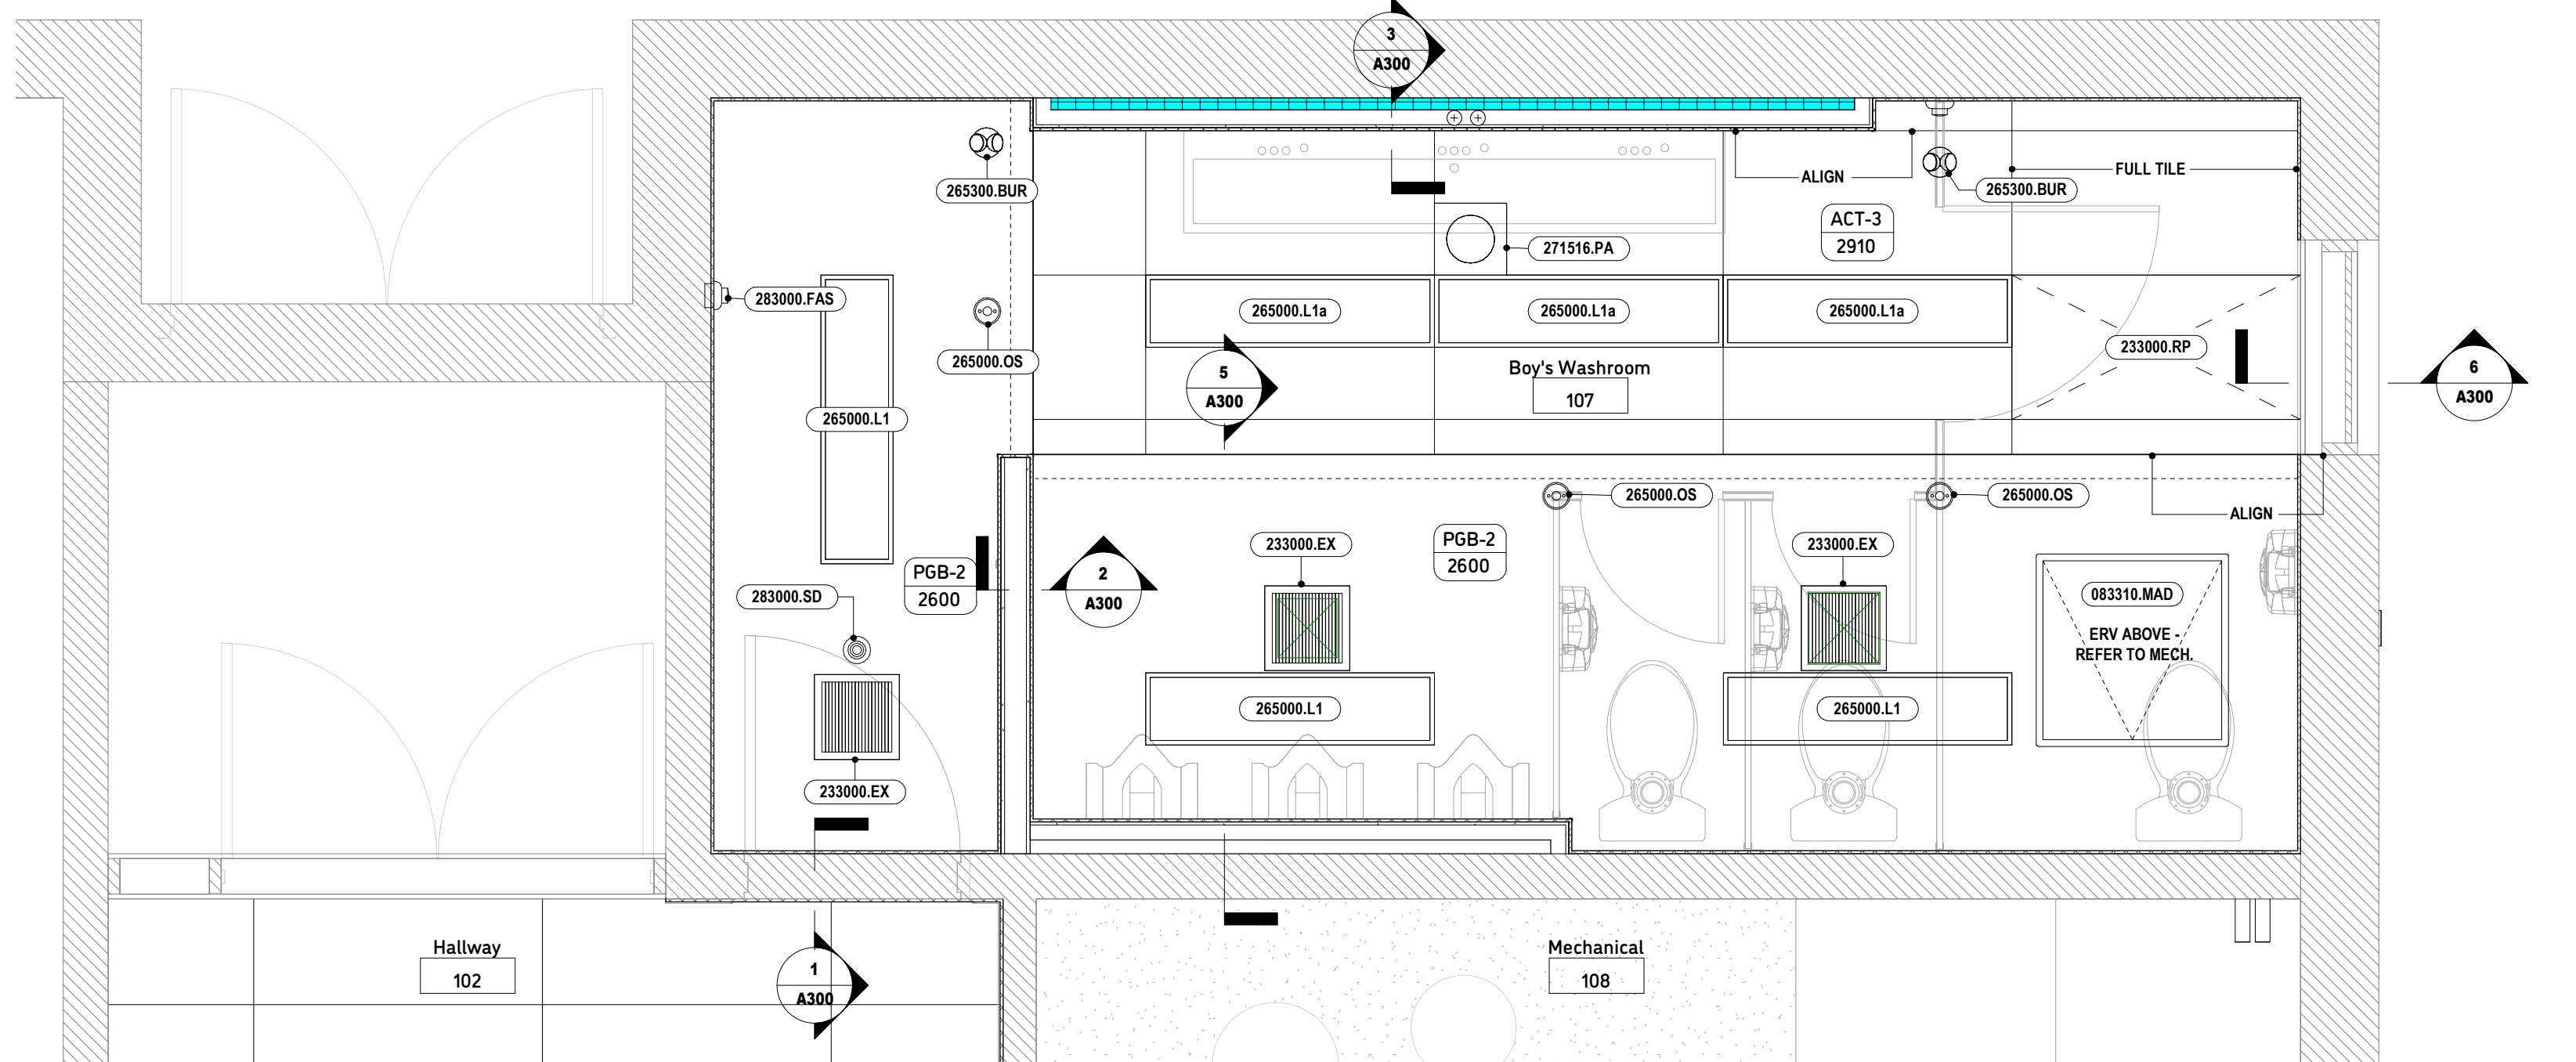 3
A300
265300.BUR
ALIGN
FULL TILE
265300.BUR
ACT-3
2910
271516.PA
283000.FAS
265000.L1a
265000.L1a
265000.L1a
233000.RP
265000.OS
Boy's Washroom
107
5
A300
6
A300
265000.L1
265000.OS
265000.OS
ALIGN
233000.EX
PGB-2
2600
233000.EX
PGB-2
2600
2
A300
283000.SD
083310.MAD
ERV ABOVE -
REFER TO MECH.
265000.L1
265000.L1
233000.EX
Hallway
102
1
A300
Mechanical
108